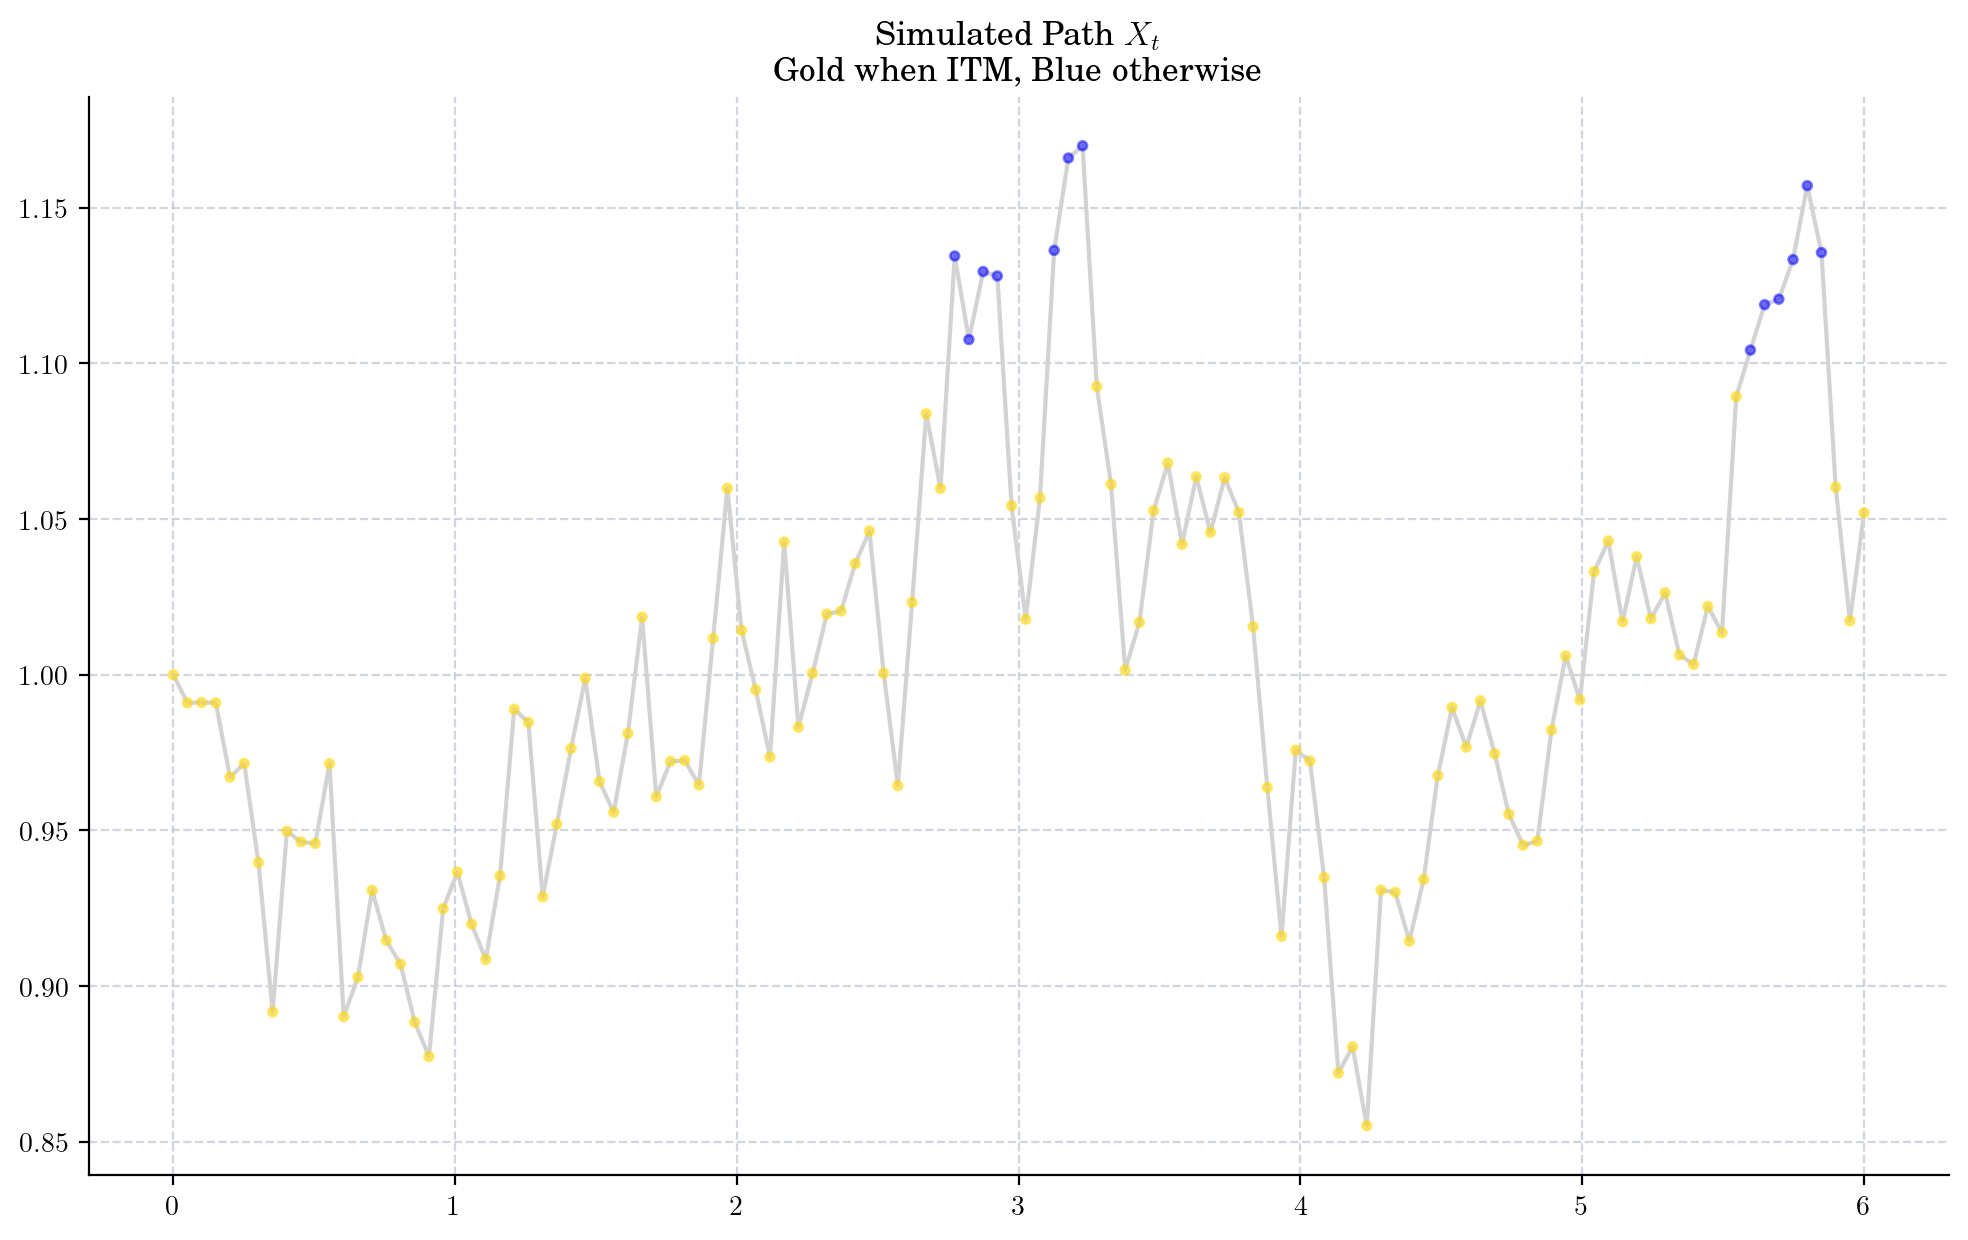 Simulated Path X_t
Gold when ITM, Blue otherwise
1.15
1.10
1.05
1.00
0.95
0.90
0.85
0 1 2 3 4 5 6